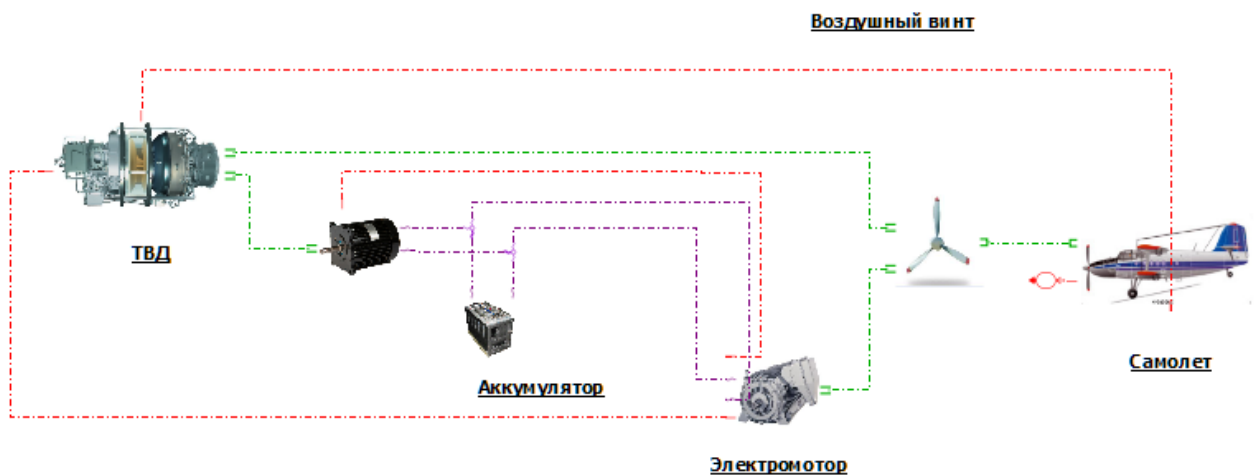 Воздушный винт
ТВД
Аккумулятор
Самолет
Электромотор